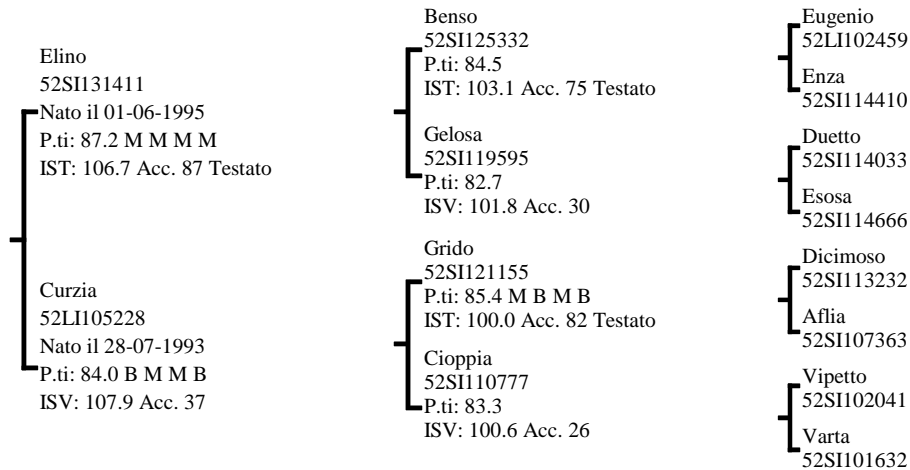 Elino
52SI131411
Nato il 01-06-1995
P.ti: 87.2 M M M M
IST: 106.7 Acc. 87 Testato
Curzia
52LI105228
Nato il 28-07-1993
P.ti: 84.0 B M M B
ISV: 107.9 Acc. 37
Benso
52SI125332
P.ti: 84.5
IST: 103.1 Acc. 75 Testato
Gelosa
52SI119595
P.ti: 82.7
ISV: 101.8 Acc. 30
Grido
52SI121155
P.ti: 85.4 M B M B
IST: 100.0 Acc. 82 Testato
Cioppia
52SI110777
P.ti: 83.3
ISV: 100.6 Acc. 26
Eugenio
52LI102459
Enza
52SI114410
Duetto
52SI114033
Esosa
52SI114666
Dicimoso
52SI113232
Aflia
52SI107363
Vipetto
52SI102041
Varta
52SI101632